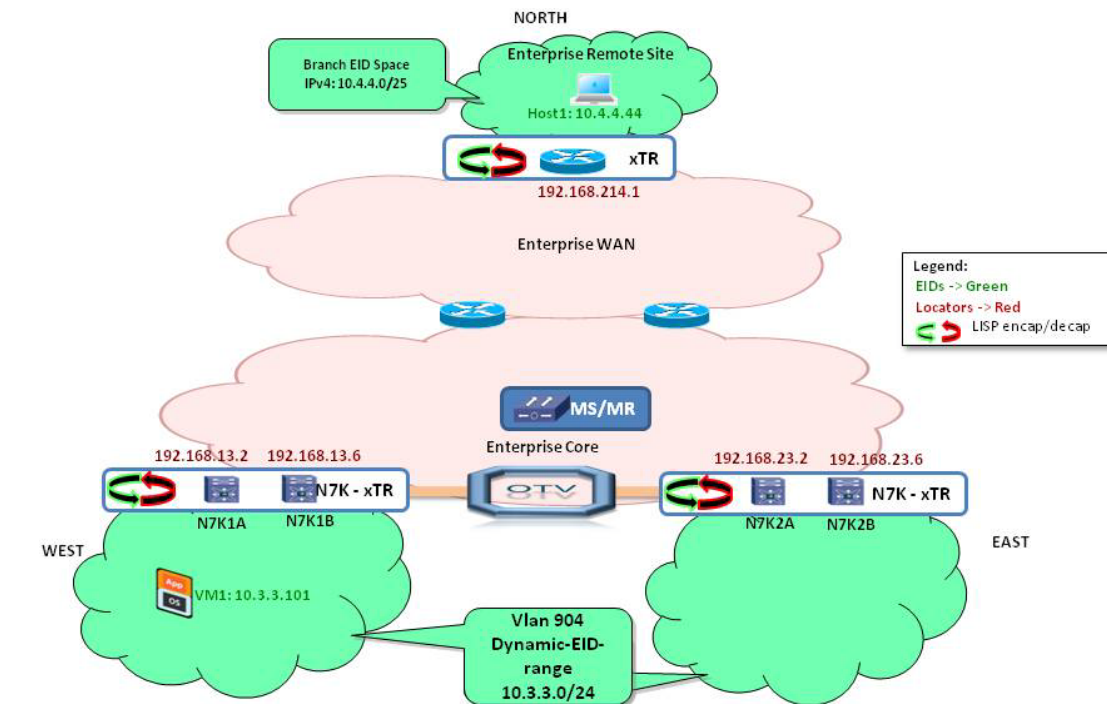 NORTH
Branch EID Space
IPv4: 10.4.4.0/25
Enterprise Remote Site
Host1: 10.4.4.44
xTR
192.168.214.1
Enterprise WAN
Legend:
EIDs -> Green
Locators -> Red
LISP encap/decap
MS/MR
Enterprise Core
192.168.13.2
192.168.13.6
192.168.23.2
192.168.23.6
N7K - xTR
OTV
N7K - xTR
N7K1A
N7K1B
N7K2A
N7K2B
WEST
EAST
App
OS
VM1: 10.3.3.101
Vlan 904
Dynamic-EID-
range
10.3.3.0/24